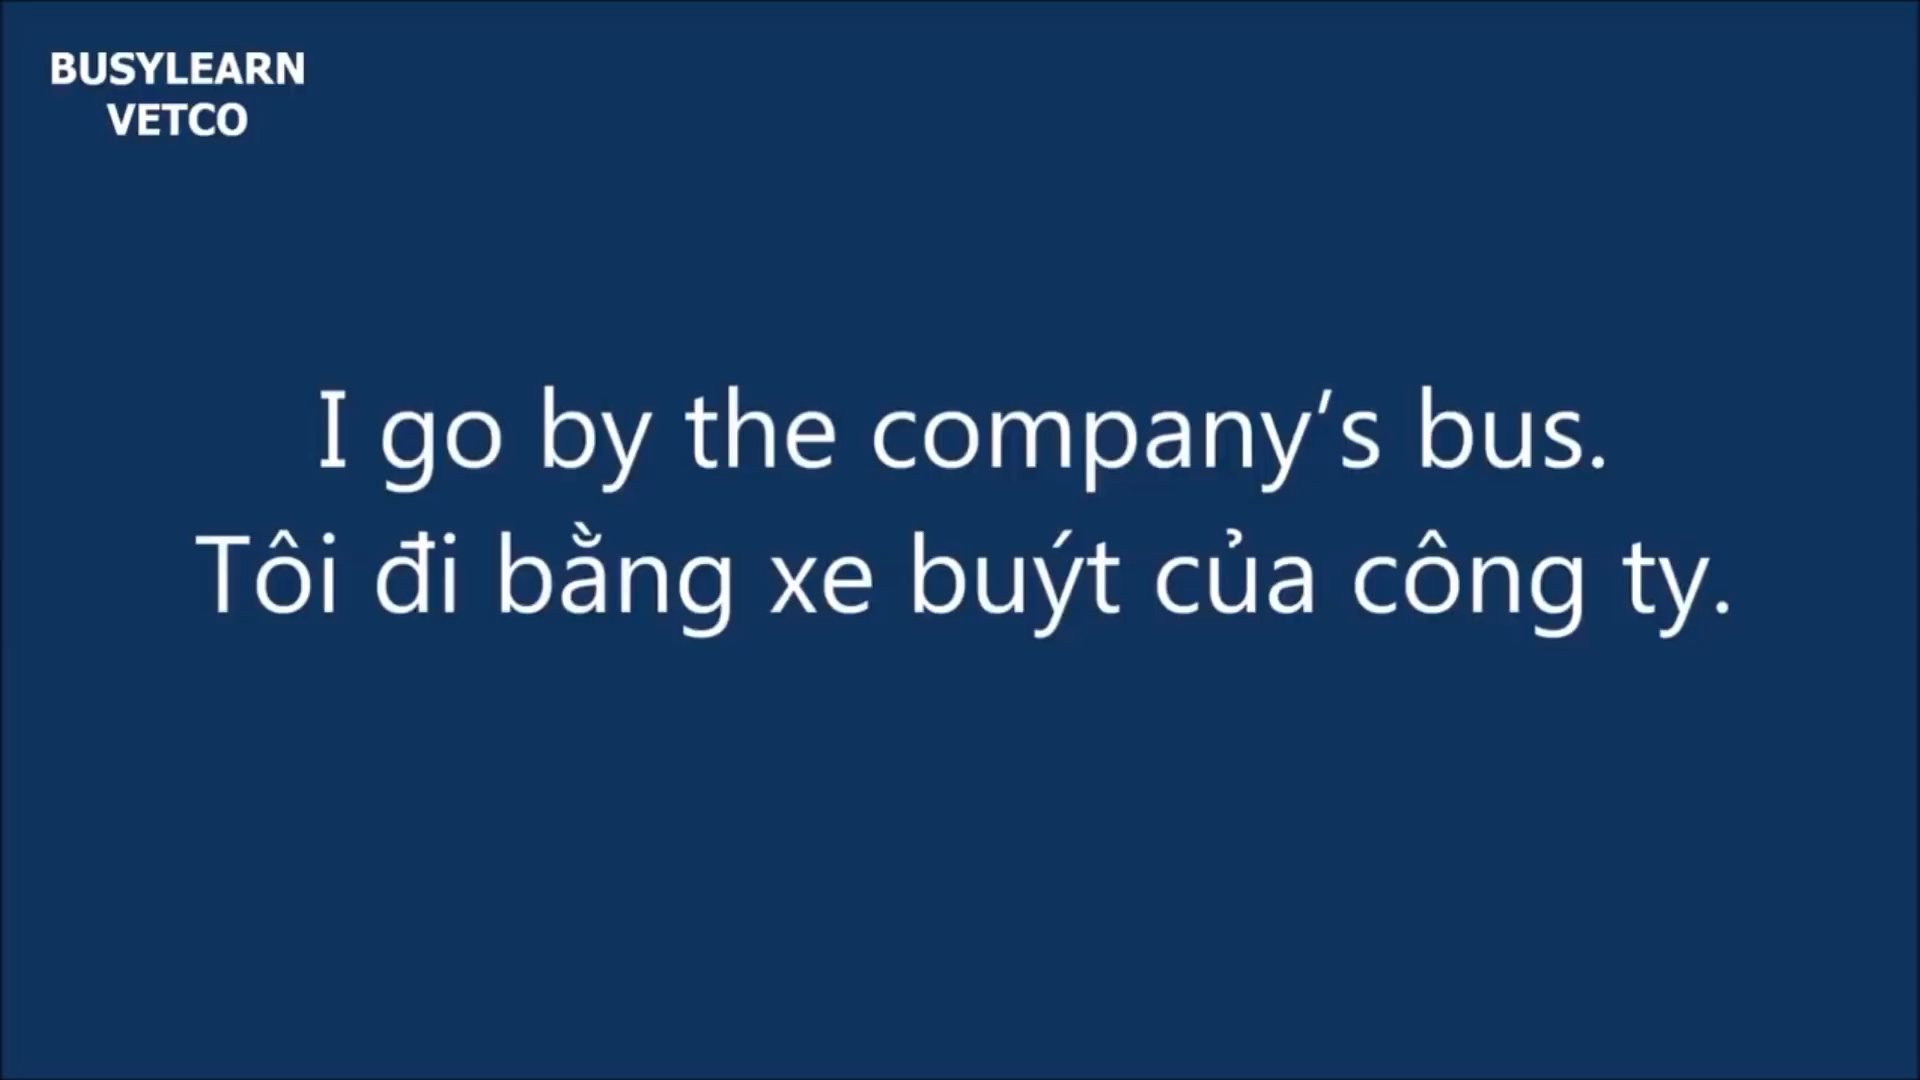 BUSYLEARN
VETCO
I go by the company’s bus.
Tôi đi bằng xe buýt của công ty.